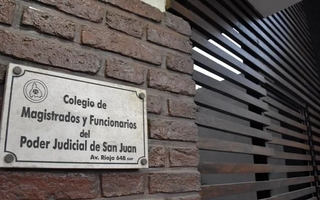 Colegio de
Magistrados y Funcionarios
del
Poder Judicial de San Juan
Av. Rioja 648 sur